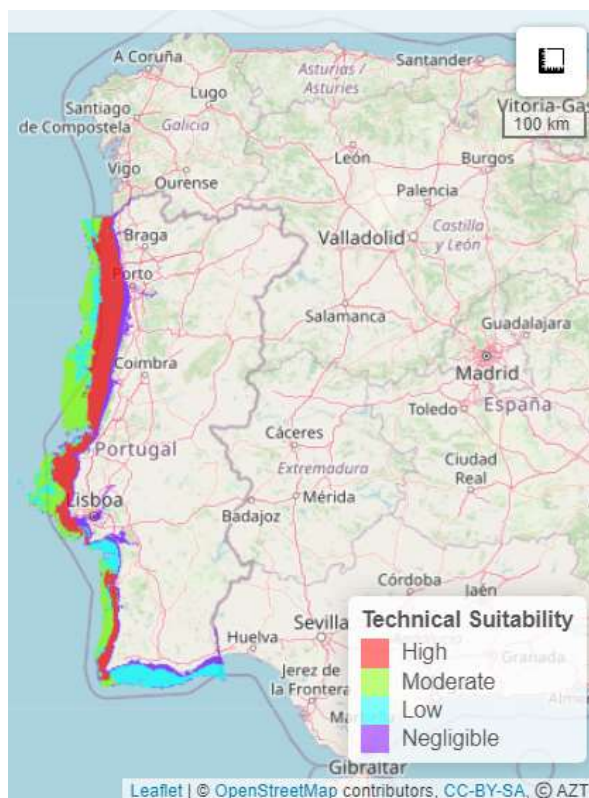 A Coruña
Santander
Asturias /
Asturies
Lugo
Santiago
de Compostela
Vitoria-Gas
100 km
Galicia
León
Burgos
Vigo
Ourense
Palencia
Castilla
y León
Braga
Valladolid
Porto
Salamanca
Guadalajara
Coimbra
Madrid
Toledo
España
Portugal
Cáceres
Extremadura
Ciudad
Real
Lisboa
Mérida
Badajoz
Córdoba
Jaén
Huelva
Sevilla
Granada
Jerez de
la Frontera
Gibraltar
Technical Suitability
High
Moderate
Low
Negligible
Leaflet | © OpenStreetMap contributors, CC-BY-SA, © AZT